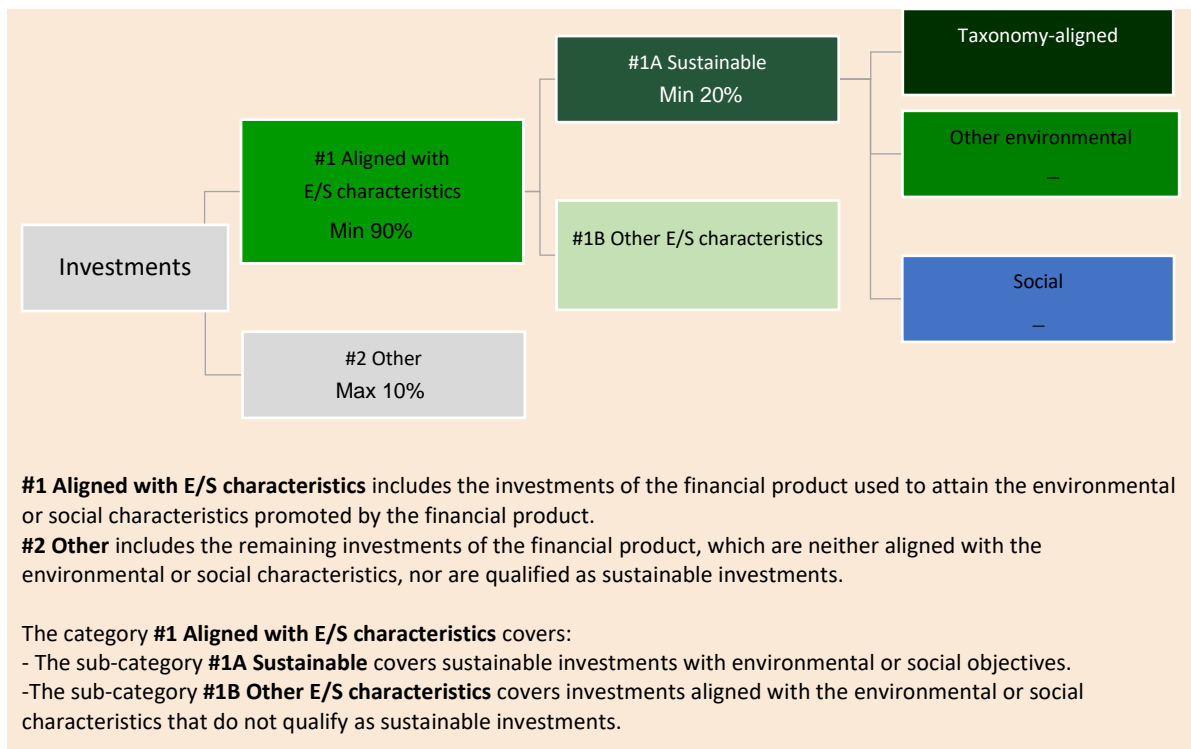 Taxonomy-aligned
#1A Sustainable
Min 20%
Other environmental
_
#1 Aligned with
E/S characteristics
Min 90%
#1B Other E/S characteristics
Investments
Social
_
#2 Other
Max 10%
#1 Aligned with E/S characteristics includes the investments of the financial product used to attain the environmental
or social characteristics promoted by the financial product.
#2 Other includes the remaining investments of the financial product, which are neither aligned with the
environmental or social characteristics, nor are qualified as sustainable investments.
The category #1 Aligned with E/S characteristics covers:
- The sub-category #1A Sustainable covers sustainable investments with environmental or social objectives.
-The sub-category #1B Other E/S characteristics covers investments aligned with the environmental or social
characteristics that do not qualify as sustainable investments.